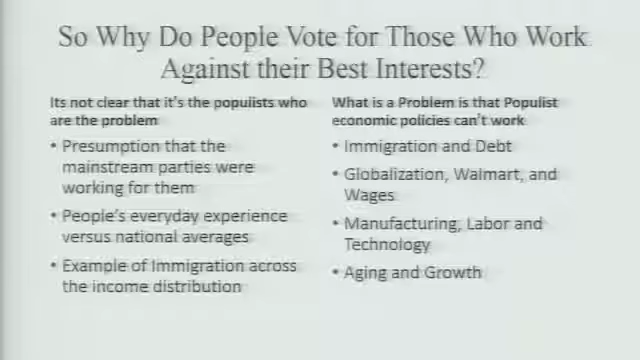 So Why Do People Vote for Those Who Work
Against their Best Interests?
Its not clear that it's the populists who
are the problem
• Presumption that the
mainstream parties were
working for them
• People's everyday experience
versus national averages
• Example of Immigration across
the income distribution
What is a Problem is that Populist
economic policies can't work
• Immigration and Debt
• Globalization, Walmart, and
Wages
• Manufacturing, Labor and
Technology
• Aging and Growth